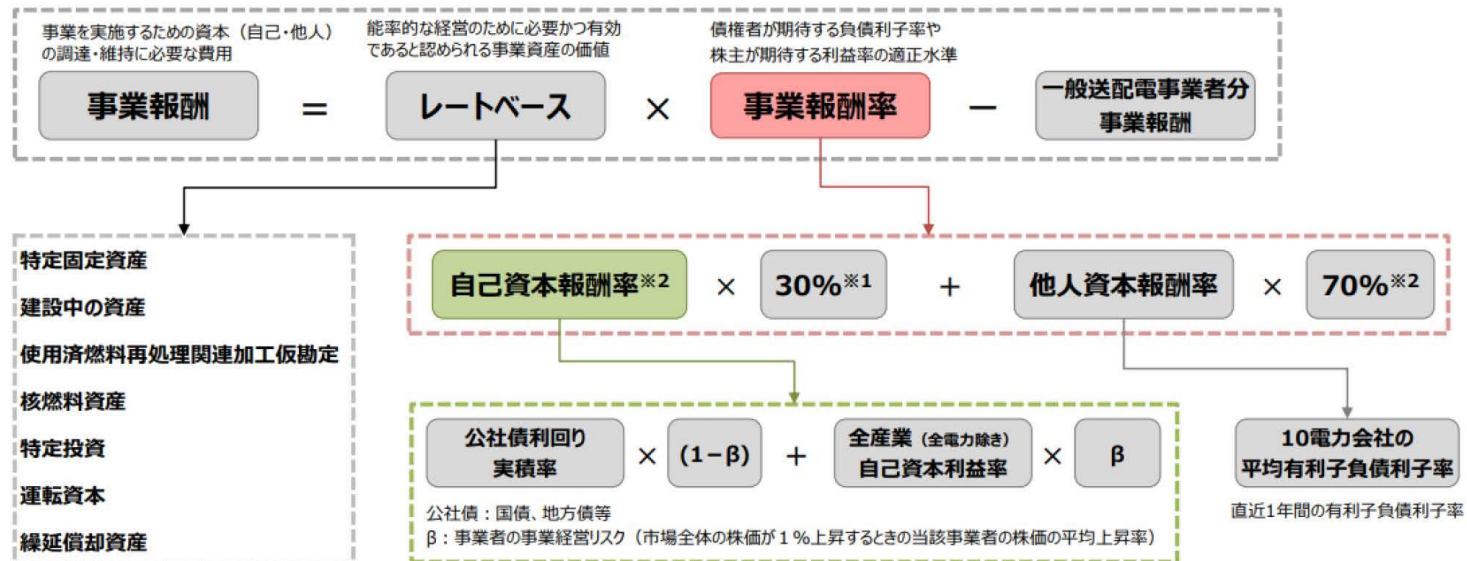 事業を実施するための資本（自己・他人）
の調達・維持に必要な費用
能率的な経営のために必要かつ有効
であると認められる事業資産の価値
債権者が期待する負債利子率や
株主が期待する利益率の適正水準
事業報酬 = レートベース × 事業報酬率 − 一般送配電事業者分
事業報酬
特定固定資産
建設中の資産
使用済燃料再処理関連加工仮勘定
核燃料資産
特定投資
運転資本
繰延償却資産
自己資本報酬率※2 × 30%※1 + 他人資本報酬率 × 70%※2
公社債利回り
実績率
× (1−β) +
全産業（全電力除き）
自己資本利益率
× β
公社債：国債、地方債等
β：事業者の事業経営リスク（市場全体の株価が１％上昇するときの当該事業者の株価の平均上昇率）
10電力会社の
平均有利子負債利子率
直近1年間の有利子負債利子率